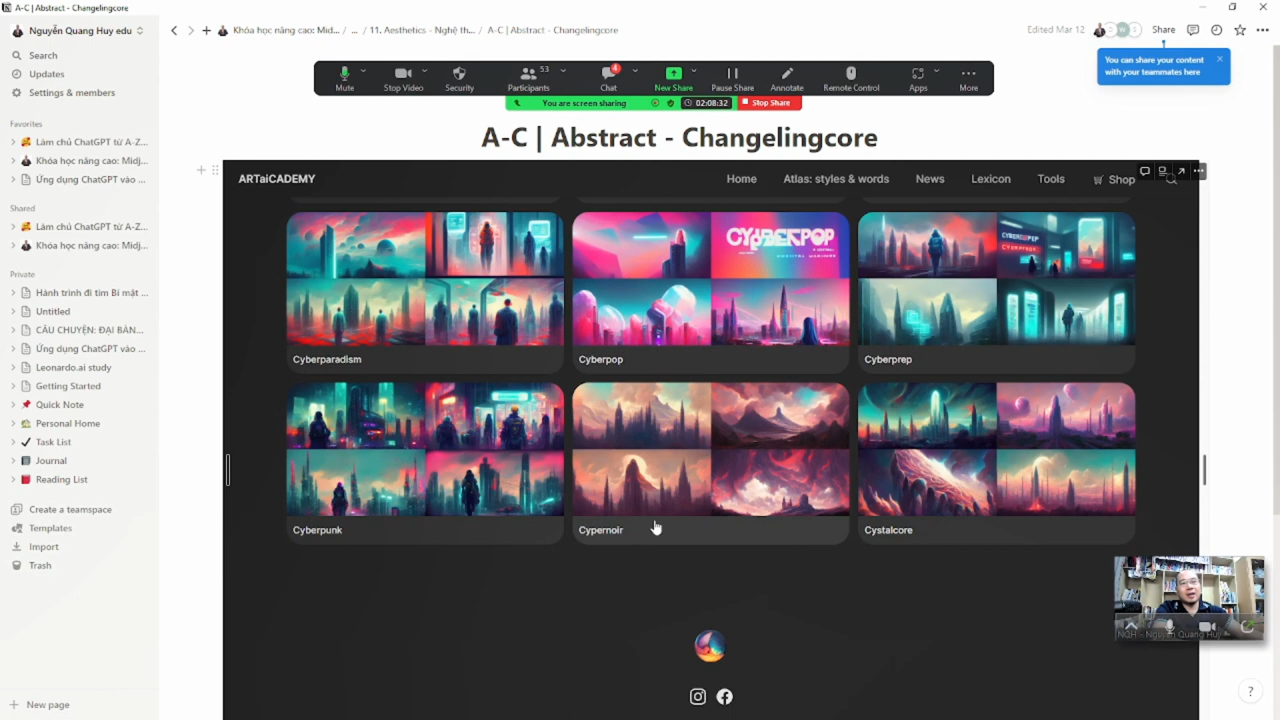 A-C | Abstract - Changelingcore
Nguyễn Quang Huy edu
Khóa học nâng cao: Mid... / ... / 11. Aesthetics - Nghệ th... / A-C | Abstract - Changelingcore
Edited Mar 12
Share
You can share your content
with your teammates here
Search
Updates
Settings & members
Favorites
Làm chủ ChatGPT từ A-Z...
Khóa học nâng cao: Midj...
Ứng dụng ChatGPT vào ...
Shared
Làm chủ ChatGPT từ A-Z...
Khóa học nâng cao: Midj...
Private
Hành trình đi tìm Bí mật ...
Untitled
CÂU CHUYỆN: ĐẠI BÀN...
Ứng dụng ChatGPT vào ...
Leonardo.ai study
Getting Started
Quick Note
Personal Home
Task List
Journal
Reading List
Create a teamspace
Templates
Import
Trash
New page
Mute
Stop Video
Security
53
Participants
4
Chat
New Share
Pause Share
Annotate
Remote Control
Apps
More
You are screen sharing
02:08:32
Stop Share
A-C | Abstract - Changelingcore
ARTaiCADEMY
Home
Atlas: styles & words
News
Lexicon
Tools
Shop
CYBERPOP
Cyberparadism
Cyberpop
Cyberprep
Cyberpunk
Cypernoir
Cystalcore
NQH - Nguyễn Quang Huy
?